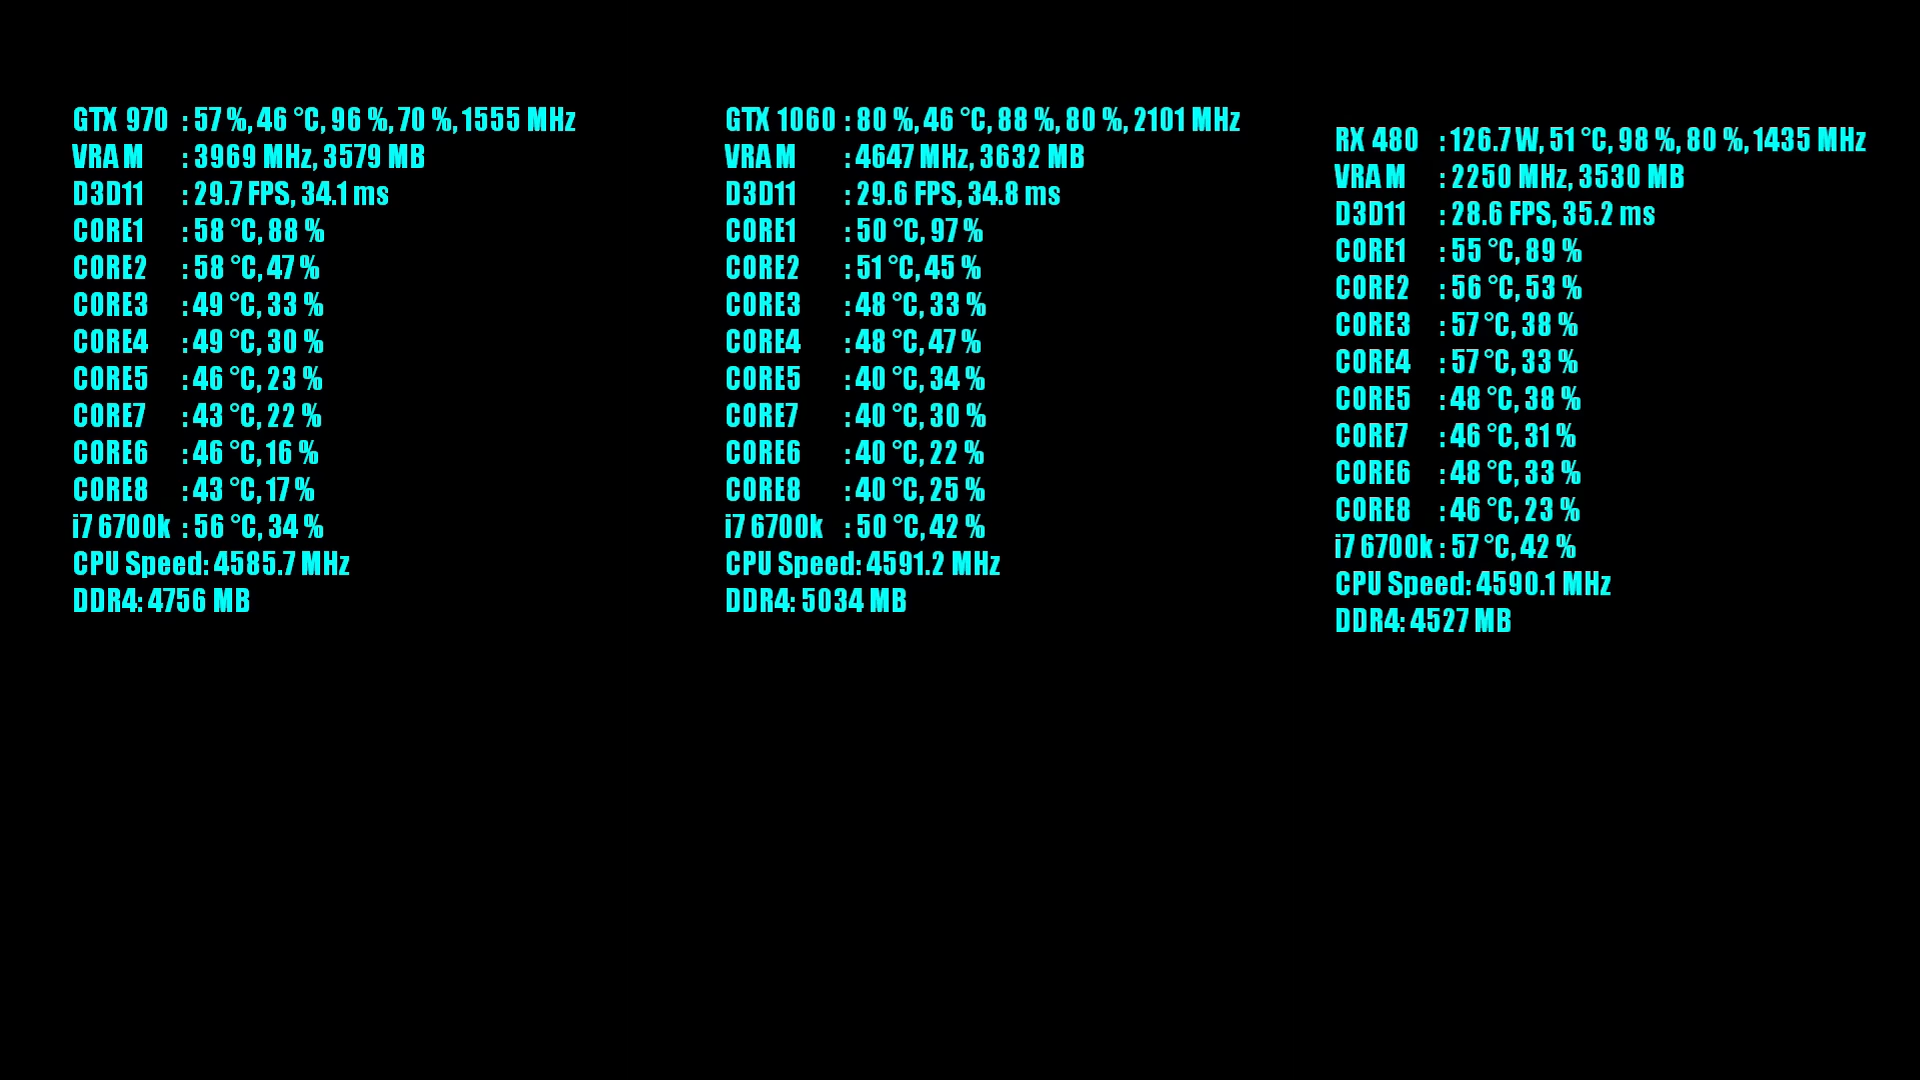 GTX 970 : 57 %, 46 °C, 96 %, 70 %, 1555 MHz
VRAM : 3969 MHz, 3579 MB
D3D11 : 29.7 FPS, 34.1 ms
CORE1 : 58 °C, 88 %
CORE2 : 58 °C, 47 %
CORE3 : 49 °C, 33 %
CORE4 : 49 °C, 30 %
CORE5 : 46 °C, 23 %
CORE7 : 43 °C, 22 %
CORE6 : 46 °C, 16 %
CORE8 : 43 °C, 17 %
i7 6700k : 56 °C, 34 %
CPU Speed: 4585.7 MHz
DDR4: 4756 MB
GTX 1060 : 80 %, 46 °C, 88 %, 80 %, 2101 MHz
VRAM : 4647 MHz, 3632 MB
D3D11 : 29.6 FPS, 34.8 ms
CORE1 : 50 °C, 97 %
CORE2 : 51 °C, 45 %
CORE3 : 48 °C, 33 %
CORE4 : 48 °C, 47 %
CORE5 : 40 °C, 34 %
CORE7 : 40 °C, 30 %
CORE6 : 40 °C, 22 %
CORE8 : 40 °C, 25 %
i7 6700k : 50 °C, 42 %
CPU Speed: 4591.2 MHz
DDR4: 5034 MB
RX 480 : 126.7 W, 51 °C, 98 %, 80 %, 1435 MHz
VRAM : 2250 MHz, 3530 MB
D3D11 : 28.6 FPS, 35.2 ms
CORE1 : 55 °C, 89 %
CORE2 : 56 °C, 53 %
CORE3 : 57 °C, 38 %
CORE4 : 57 °C, 33 %
CORE5 : 48 °C, 38 %
CORE7 : 46 °C, 31 %
CORE6 : 48 °C, 33 %
CORE8 : 46 °C, 23 %
i7 6700k : 57 °C, 42 %
CPU Speed: 4590.1 MHz
DDR4: 4527 MB